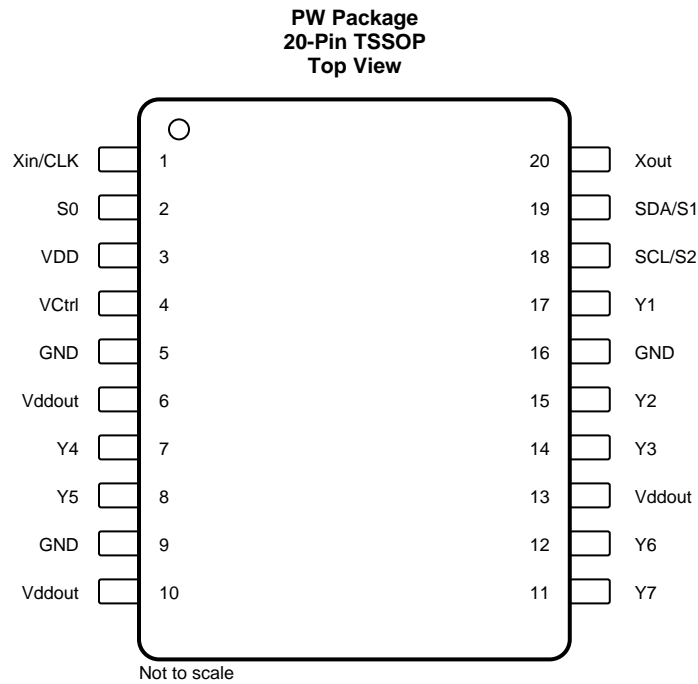 PW Package
20-Pin TSSOP
Top View
Xin/CLK 1 20 Xout
S0 2 19 SDA/S1
VDD 3 18 SCL/S2
VCtrl 4 17 Y1
GND 5 16 GND
Vddout 6 15 Y2
Y4 7 14 Y3
Y5 8 13 Vddout
GND 9 12 Y6
Vddout 10 11 Y7
Not to scale